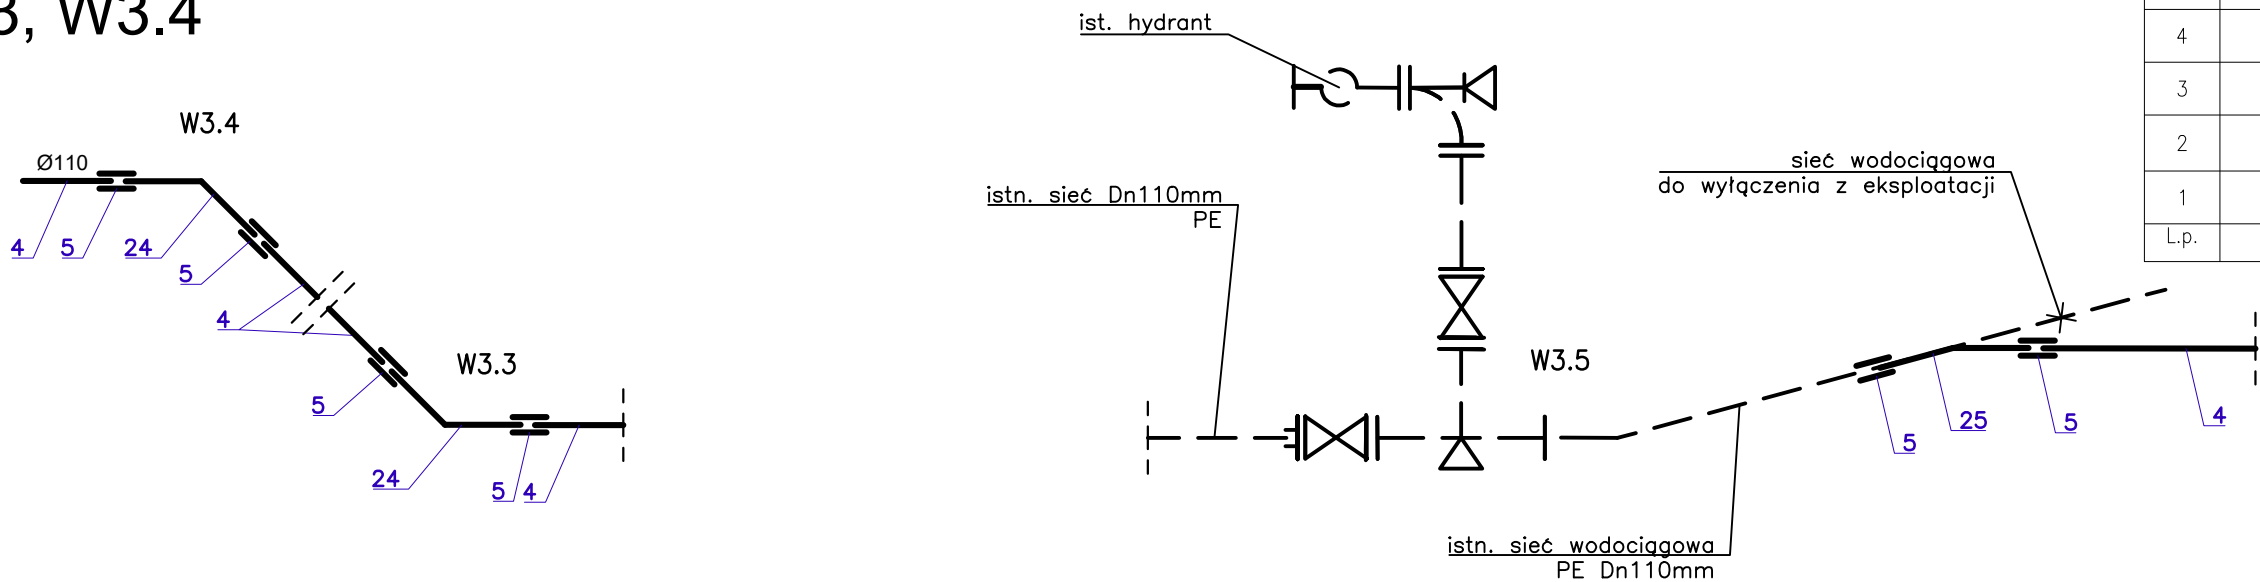 3, W3.4
W3.4
Ø110
4
5
24
5
4
5
W3.3
24
5
4
ist. hydrant
istn. sieć Dn110mm
PE
W3.5
istn. sieć wodociągowa
PE Dn110mm
sieć wodociągowa
do wyłączenia z eksploatacji
5
25
5
4
4
3
2
1
L.p.